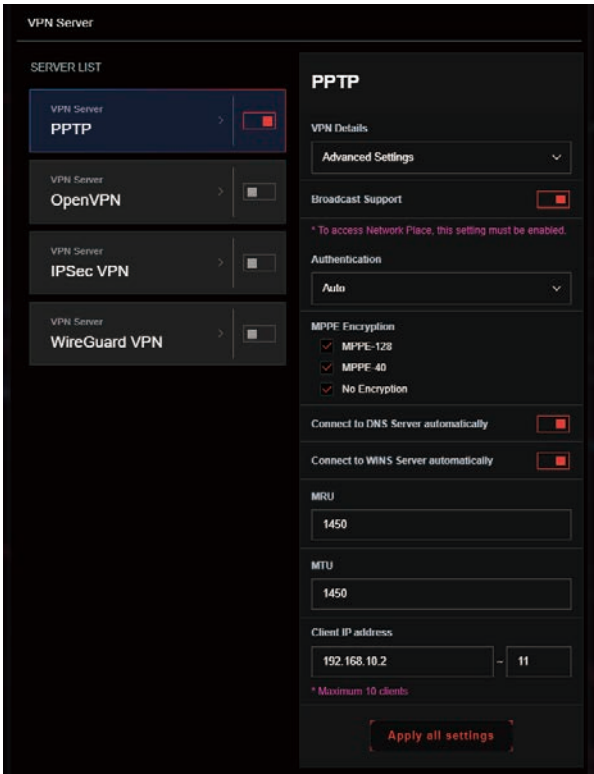 VPN Server
SERVER LIST
VPN Server
PPTP
VPN Server
OpenVPN
VPN Server
IPSec VPN
VPN Server
WireGuard VPN
PPTP
VPN Details
Advanced Settings
Broadcast Support
* To access Network Place, this setting must be enabled.
Authentication
Auto
MPPE Encryption
MPPE-128
MPPE-40
No Encryption
Connect to DNS Server automatically
Connect to WINS Server automatically
MRU
1450
MTU
1450
Client IP address
192.168.10.2 - 11
* Maximum 10 clients
Apply all settings